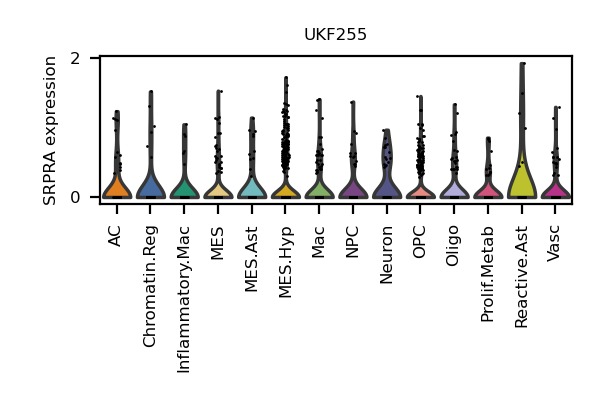 UKF255
SRPRA expression
2
0
AC
Chromatin.Reg
Inflammatory.Mac
MES
MES.Ast
MES.Hyp
Mac
NPC
Neuron
OPC
Oligo
Prolif.Metab
Reactive.Ast
Vasc